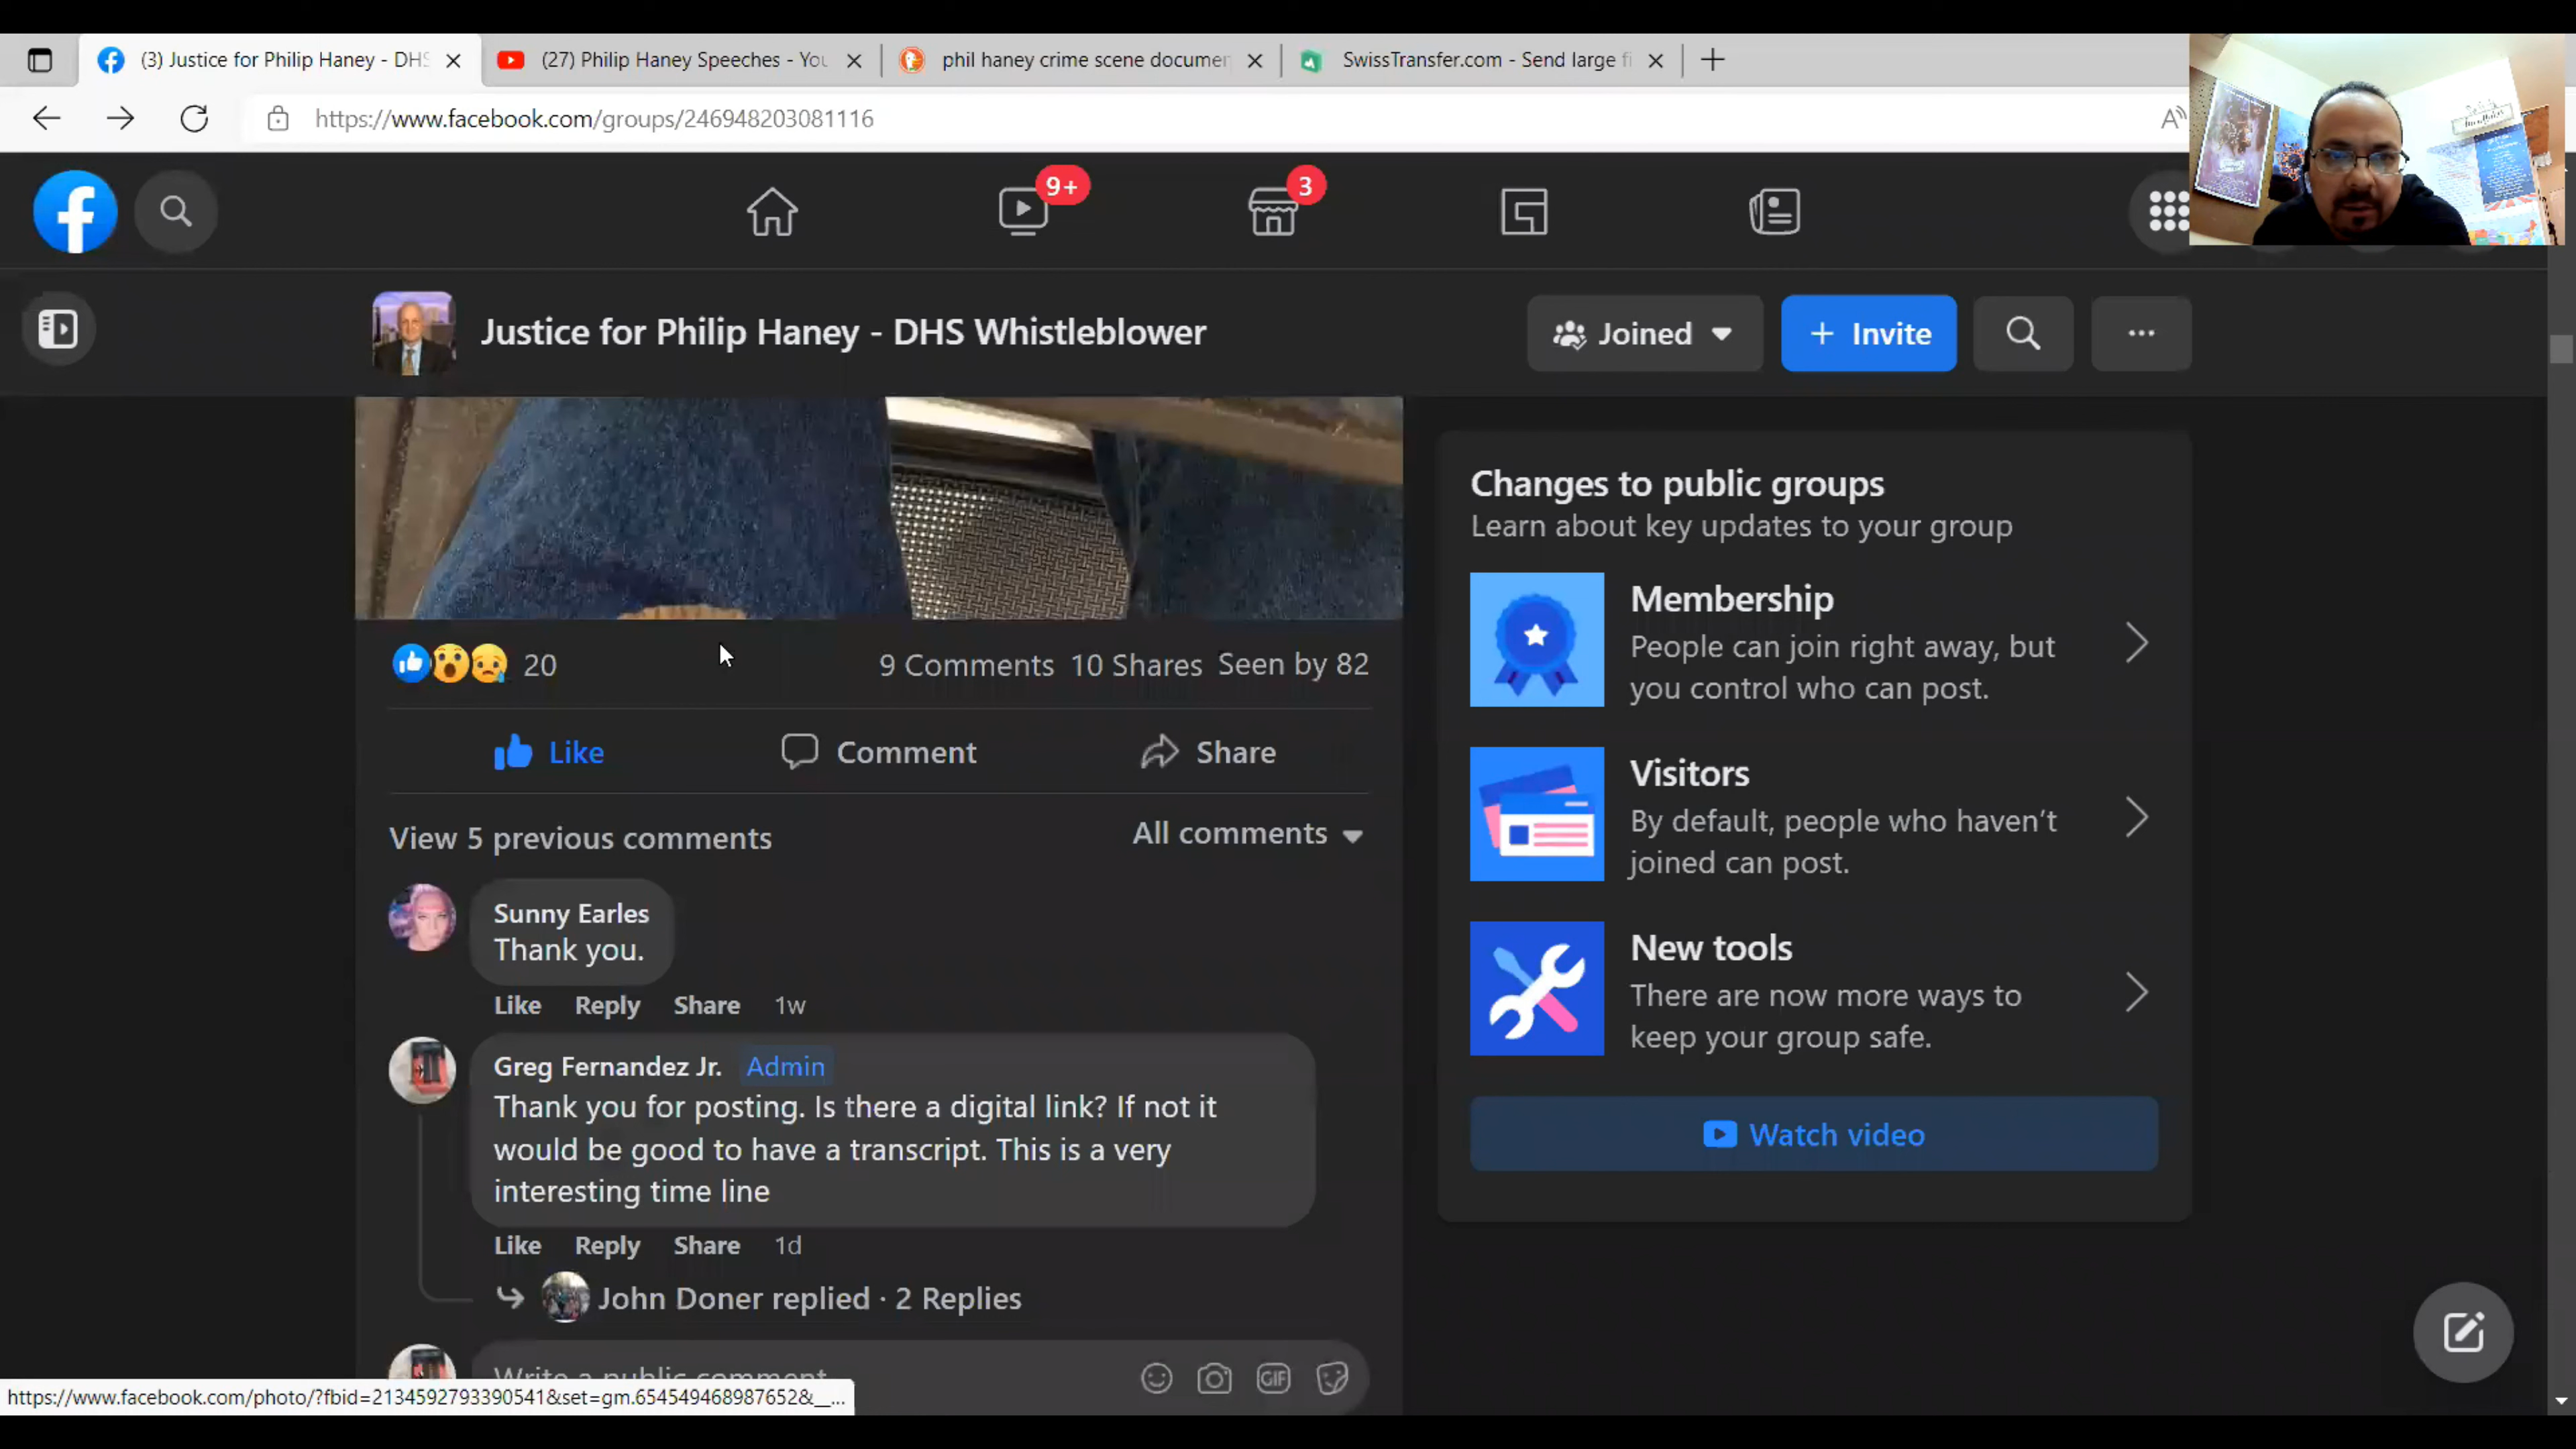 (3) Justice for Philip Haney - DHS
(27) Philip Haney Speeches - You
phil haney crime scene documen
SwissTransfer.com - Send large fi
https://www.facebook.com/groups/246948203081116
9+
3
Justice for Philip Haney - DHS Whistleblower
Joined
+ Invite
20
9 Comments 10 Shares Seen by 82
Like
Comment
Share
View 5 previous comments
All comments
Sunny Earles
Thank you.
Like Reply Share 1w
Greg Fernandez Jr. Admin
Thank you for posting. Is there a digital link? If not it
would be good to have a transcript. This is a very
interesting time line
Like Reply Share 1d
John Doner replied · 2 Replies
Write a public comment
GIF
https://www.facebook.com/photo/?fbid=2134592793390541&set=gm.654549468987652&__...
Changes to public groups
Learn about key updates to your group
Membership
People can join right away, but
you control who can post.
Visitors
By default, people who haven't
joined can post.
New tools
There are now more ways to
keep your group safe.
Watch video